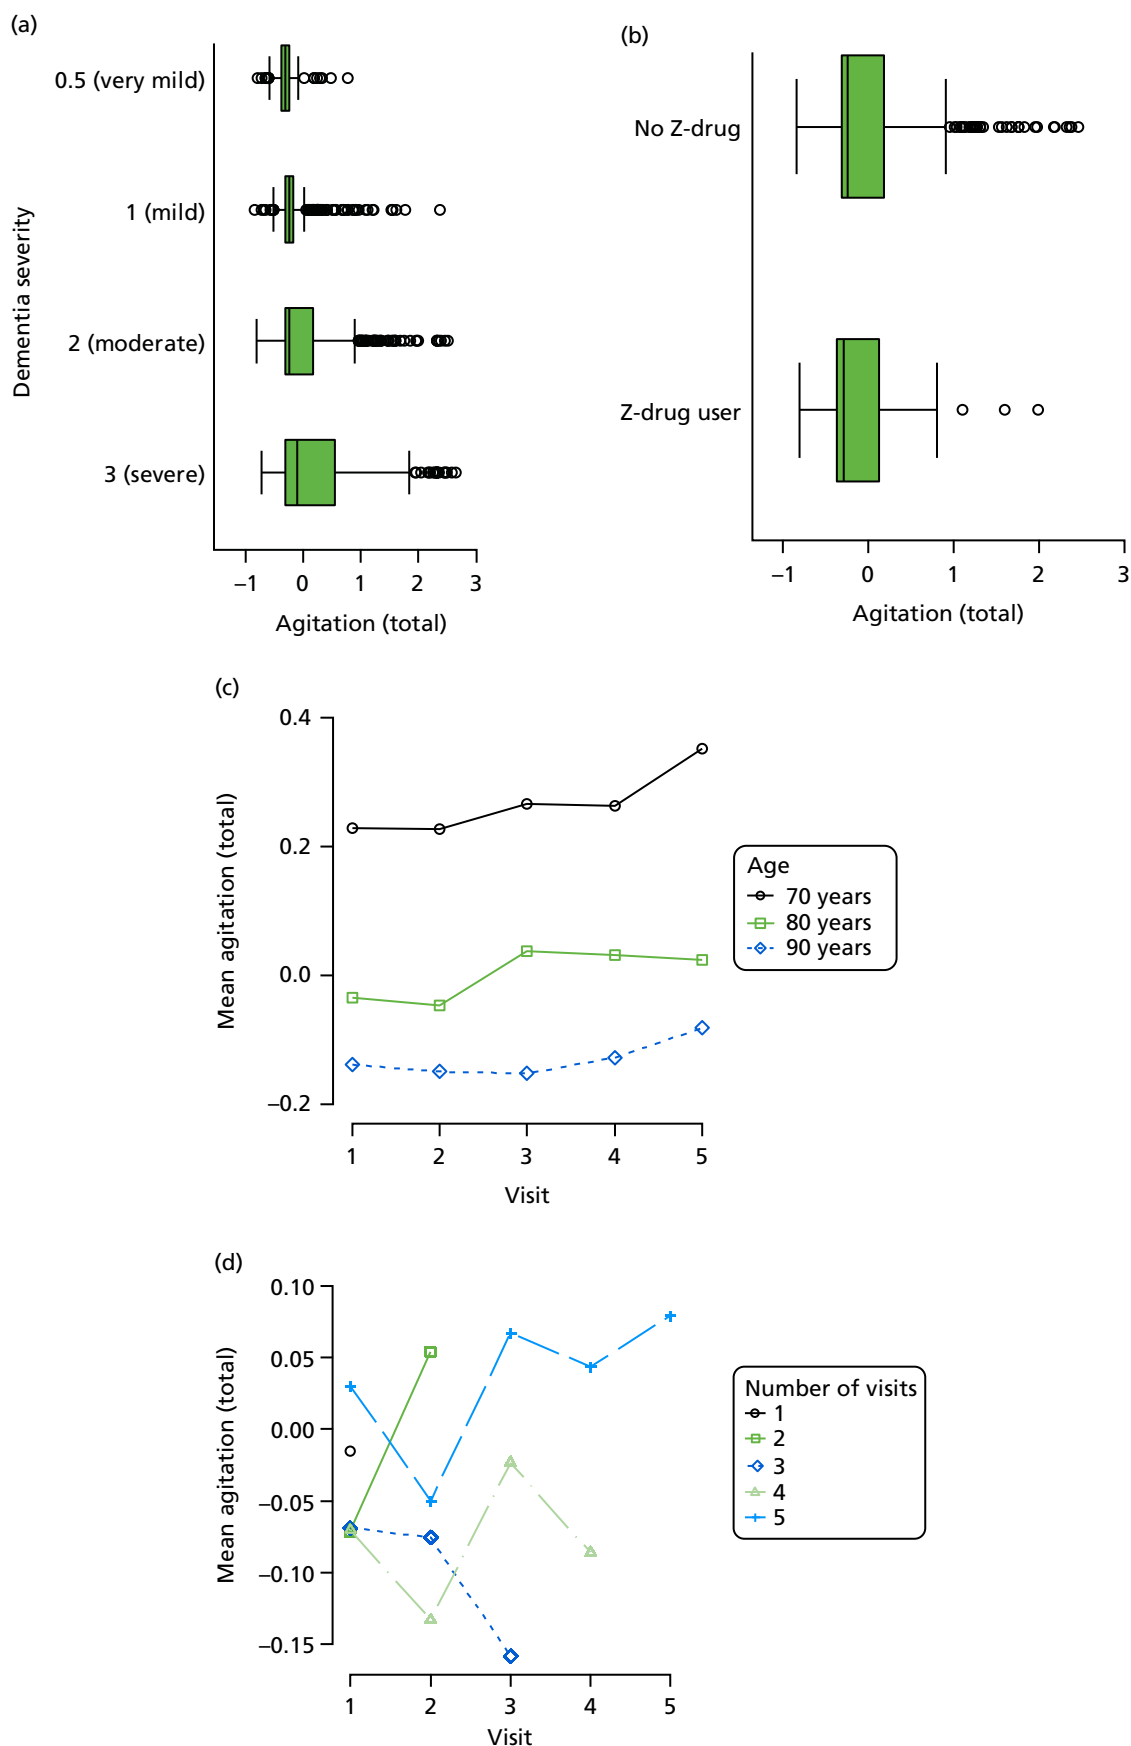 (a)
Dementia severity
0.5 (very mild)
1 (mild)
2 (moderate)
3 (severe)
−1 0 1 2 3
Agitation (total)
(b)
No Z-drug
Z-drug user
−1 0 1 2 3
Agitation (total)
(c)
Mean agitation (total)
0.4
0.2
0.0
−0.2
1 2 3 4 5
Visit
Age
70 years
80 years
90 years
(d)
Mean agitation (total)
0.10
0.05
0.00
−0.05
−0.10
−0.15
1 2 3 4 5
Visit
Number of visits
1
2
3
4
5